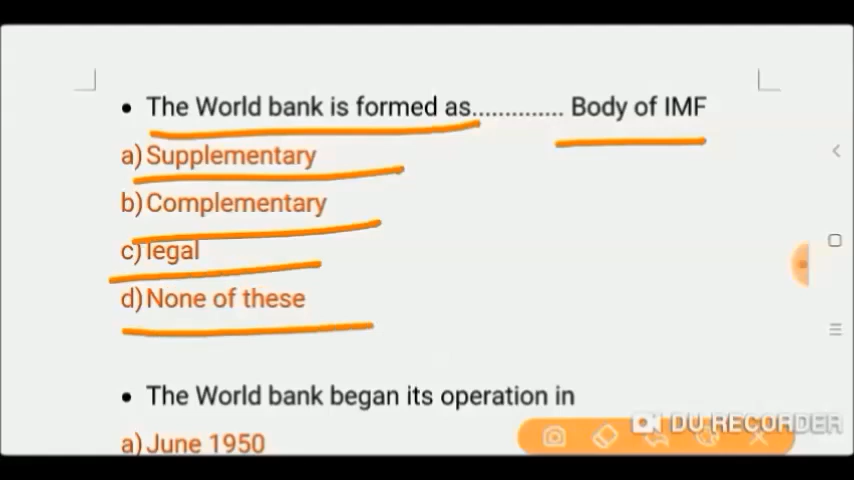 • The World bank is formed as.............. Body of IMF
a) Supplementary
b) Complementary
c) legal
d) None of these
• The World bank began its operation in
DU RECORDER
a) June 1950